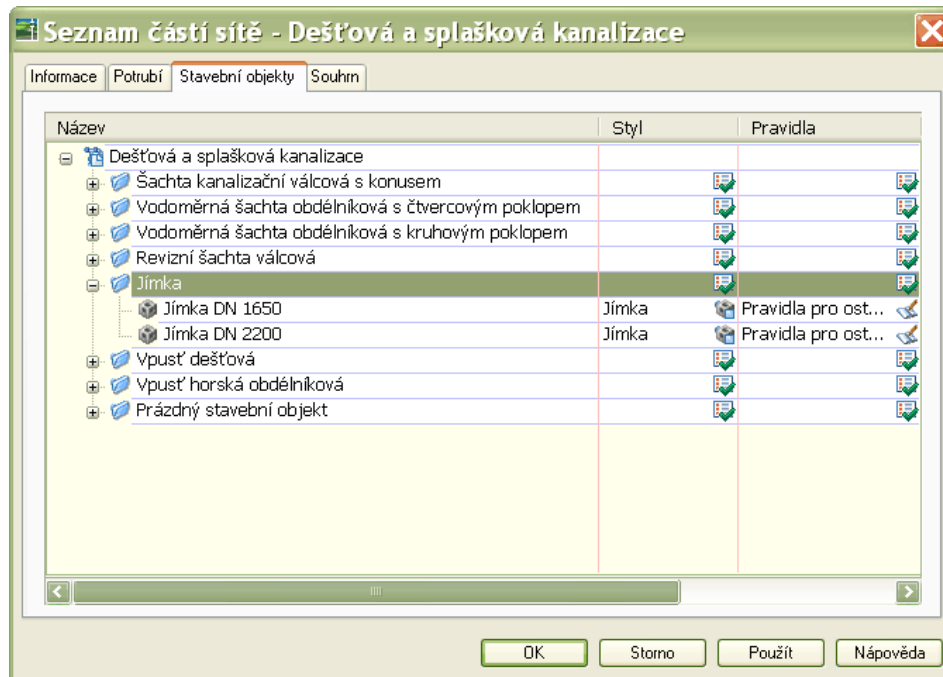 Seznam částí sítě - Dešťová a splašková kanalizace
Informace Potrubí Stavební objekty Souhrn
Název Styl Pravidla
Dešťová a splašková kanalizace
Šachta kanalizační válcová s konusem
Vodoměrná šachta obdélníková s čtvercovým poklopem
Vodoměrná šachta obdélníková s kruhovým poklopem
Revizní šachta válcová
Jímka
Jímka DN 1650 Jímka Pravidla pro ost...
Jímka DN 2200 Jímka Pravidla pro ost...
Vpusť dešťová
Vpusť horská obdélníková
Prázdný stavební objekt
OK Storno Použít Nápověda